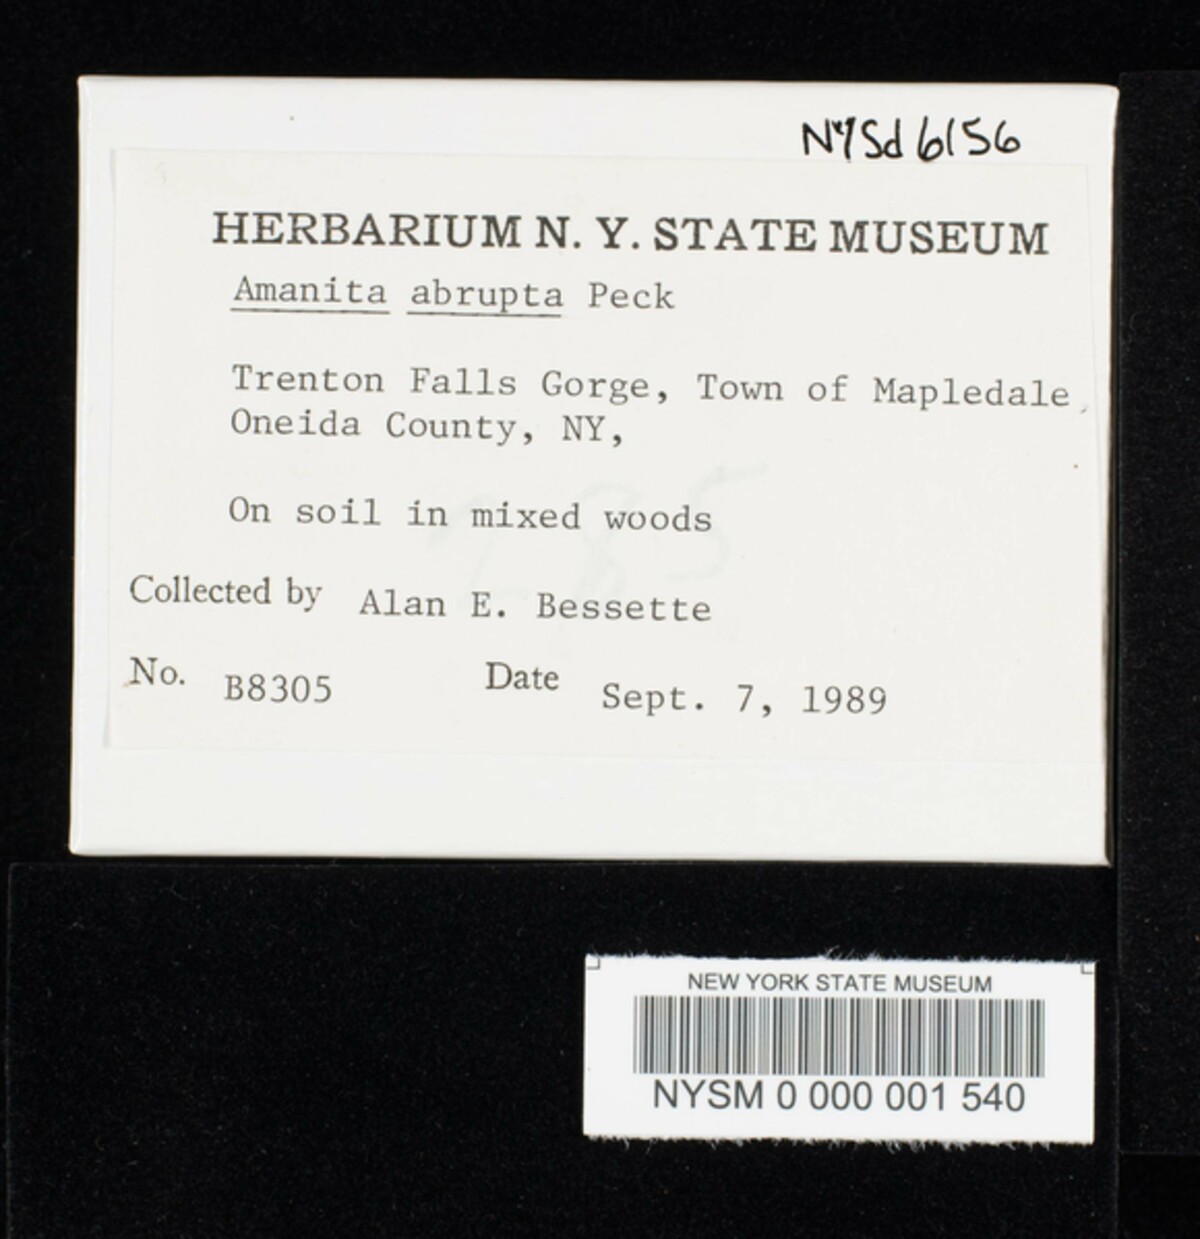 NYSd 6156
HERBARIUM N. Y. STATE MUSEUM
Amanita abrupta Peck
Trenton Falls Gorge, Town of Mapledale,
Oneida County, NY,
On soil in mixed woods
285
Collected by Alan E. Bessette
No. B8305 Date Sept. 7, 1989
NEW YORK STATE MUSEUM
NYSM 0 000 001 540